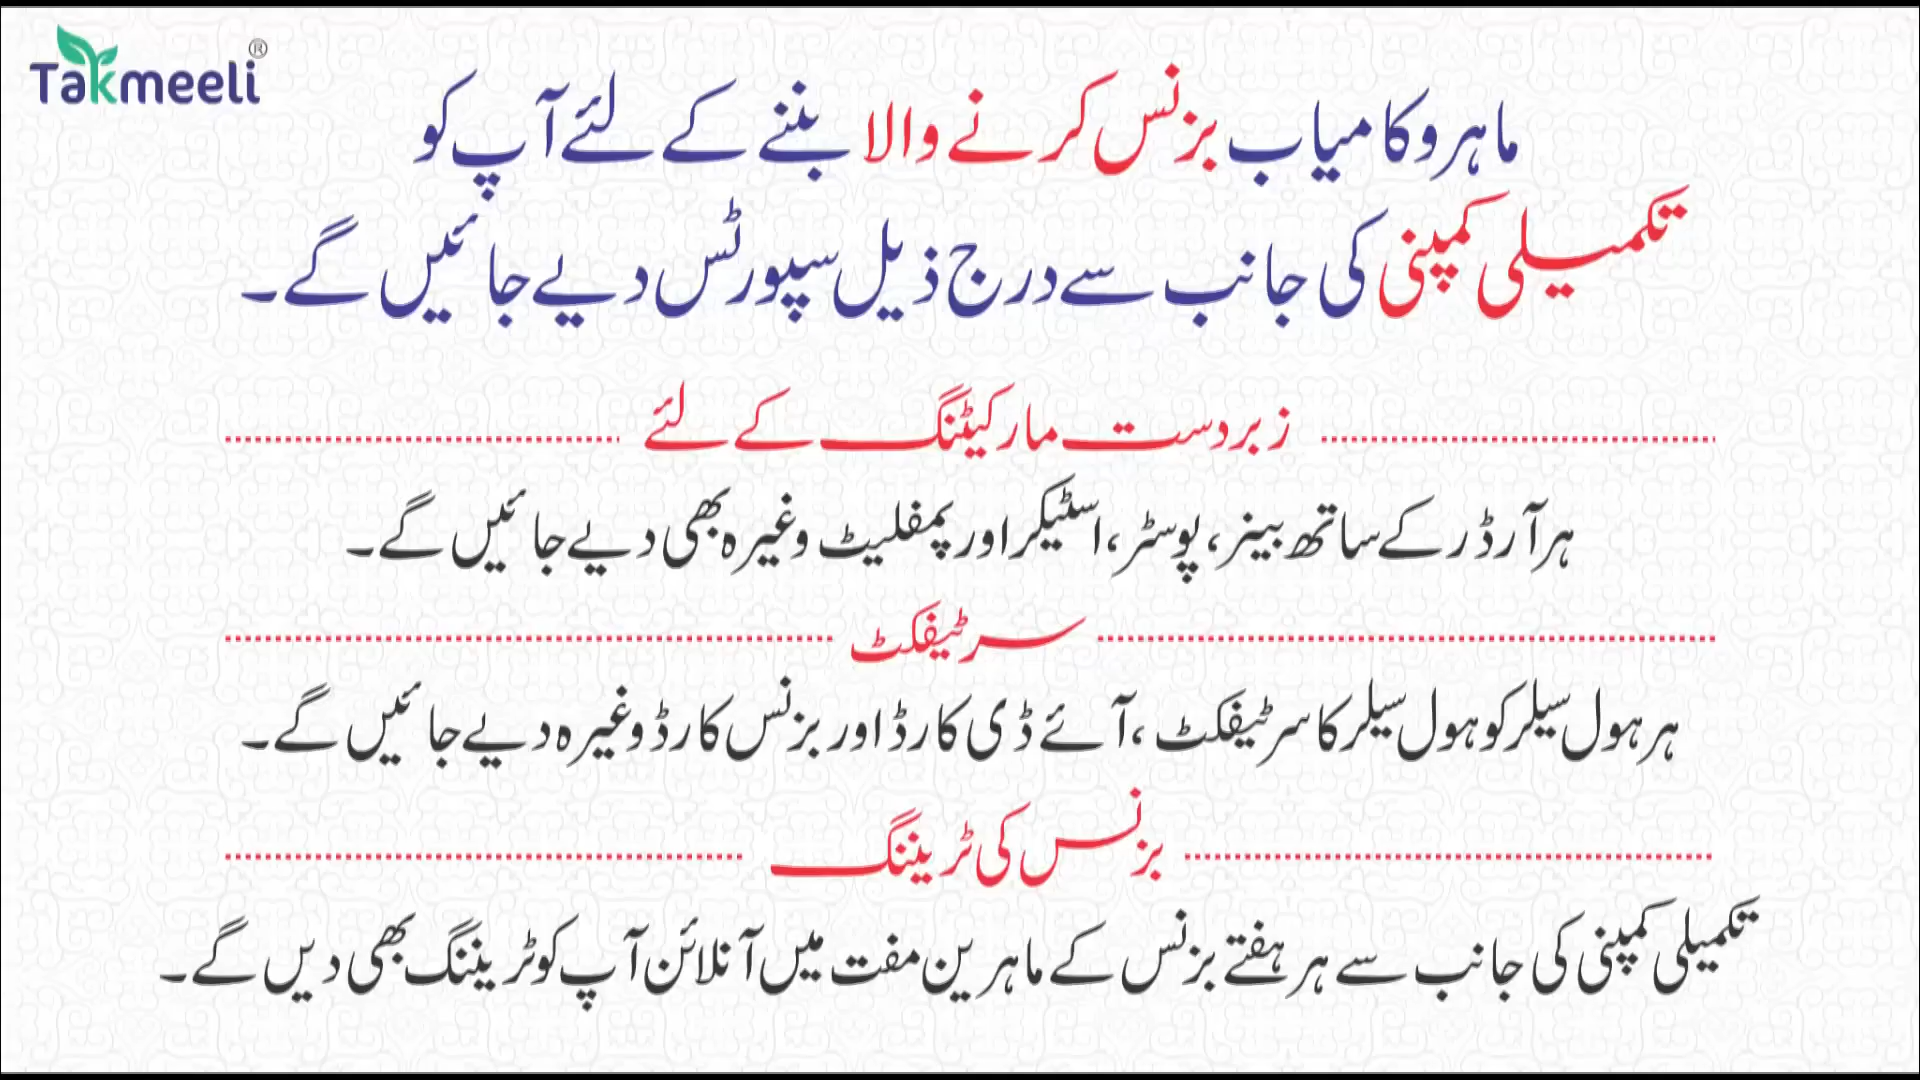 Takmeeli®
ماہر و کامیاب بزنس کرنے والا بننے کے لئے آپ کو
تکمیلی کمپنی کی جانب سے درج ذیل سپورٹس دیے جائیں گے۔
زبردست مارکیٹنگ کے لئے
ہر آرڈر کے ساتھ بینر، پوسٹر، اسٹیکر اور پمفلیٹ وغیرہ بھی دیے جائیں گے۔
سرٹیفکٹ
ہر ہول سیلر کو ہول سیلر کا سرٹیفکٹ، آئے ڈی کارڈ اور بزنس کارڈ وغیرہ دیے جائیں گے۔
بزنس کی ٹریننگ
تکمیلی کمپنی کی جانب سے ہر ہفتے بزنس کے ماہرین مفت میں آنلائن آپ کو ٹریننگ بھی دیں گے۔